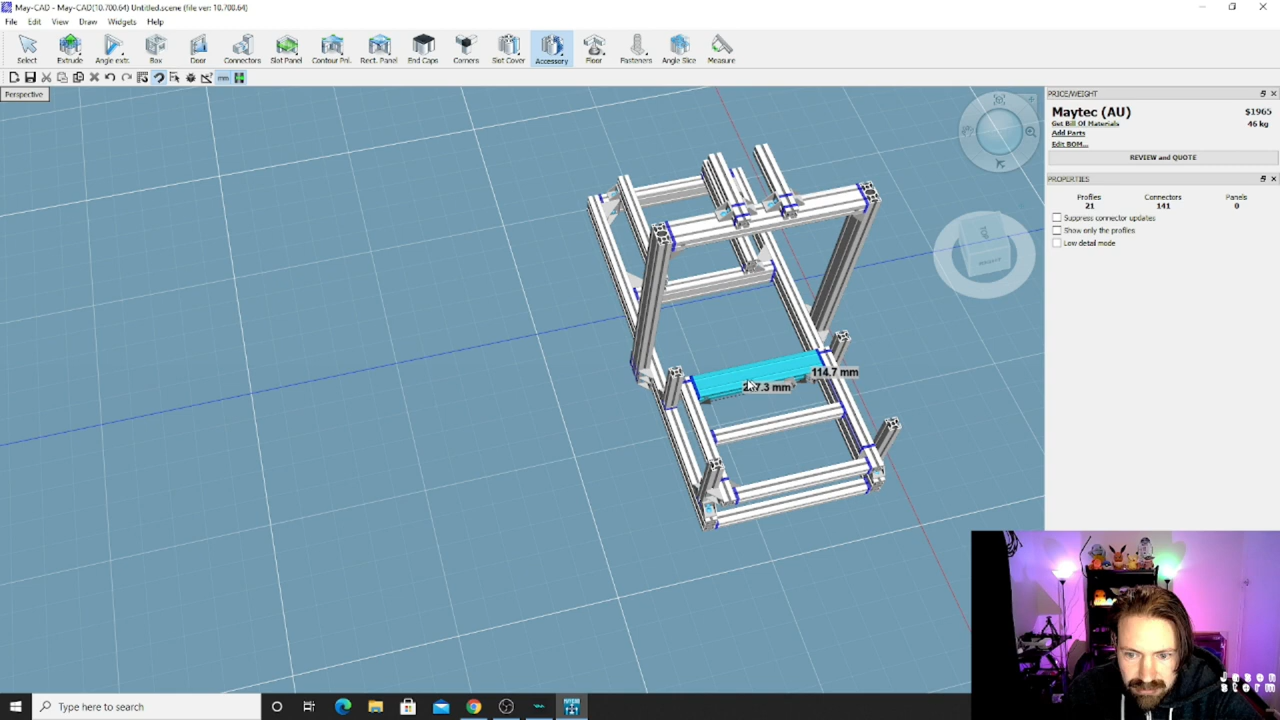 May-CAD - May-CAD(10.700.64) Untitled.scene (file ver: 10.700.64)
File Edit View Draw Widgets Help
Select Extrude Angle extr. Box Door Connectors Slot Panel Contour Pnl. Rect. Panel End Caps Corners Slot Cover Accessory Floor Fasteners Angle Slice Measure
mm
Perspective
PRICE/WEIGHT
Maytec (AU) $1965
Get Bill Of Materials 46 kg
Add Parts
Edit BOM...
REVIEW and QUOTE
PROPERTIES
Profiles Connectors Panels
21 141 0
Suppress connector updates
Show only the profiles
Low detail mode
114.7 mm
Type here to search
Jason
storm